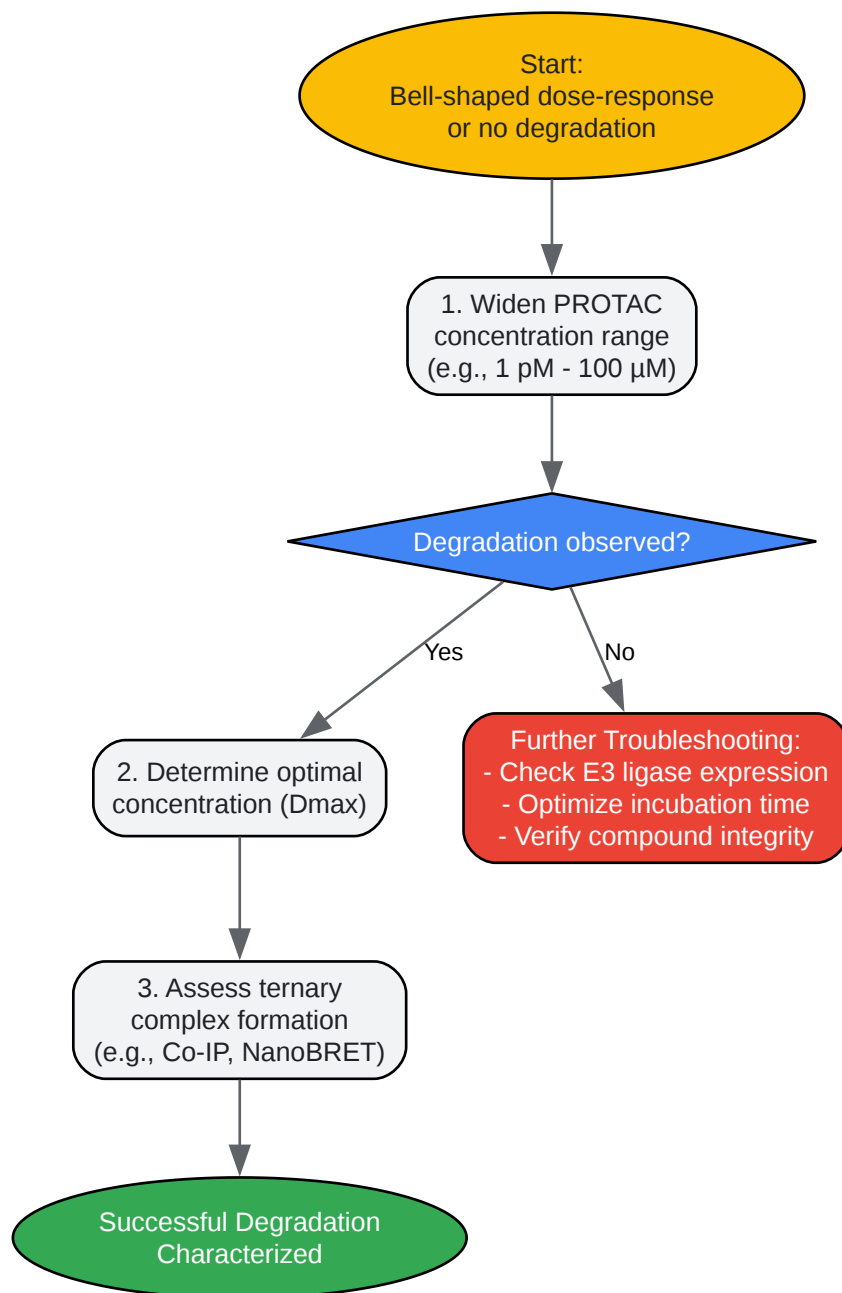 Start:
Bell-shaped dose-response
or no degradation
1. Widen PROTAC
concentration range
(e.g., 1 pM - 100 µM)
Degradation observed?
Yes
No
2. Determine optimal
concentration (Dmax)
Further Troubleshooting:
- Check E3 ligase expression
- Optimize incubation time
- Verify compound integrity
3. Assess ternary
complex formation
(e.g., Co-IP, NanoBRET)
Successful Degradation
Characterized